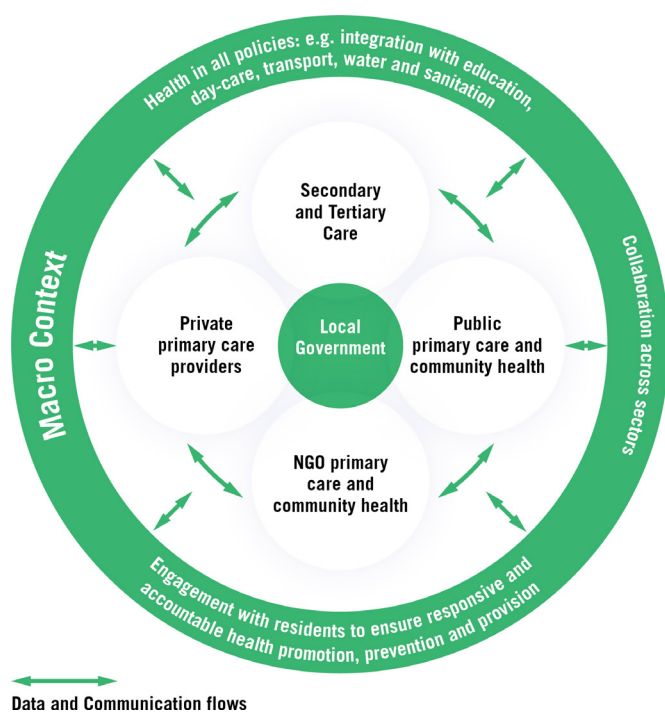 Health in all policies: e.g. integration with education,
day-care, transport, water and sanitation
Secondary
and Tertiary
Care
Macro Context
Private
primary care
providers
Local
Government
Public
primary care and
community health
Collaboration across sectors
NGO primary
care and
community health
Engagement with residents to ensure responsive and
accountable health promotion, prevention and provision
Data and Communication flows